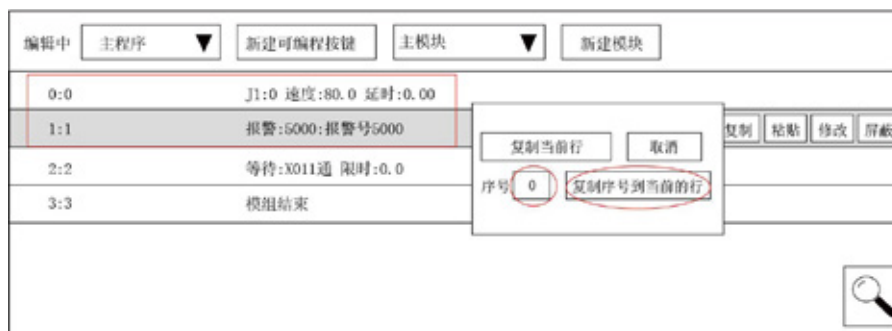 编辑中 主程序 新建可编程按键 主模块 新建模块
0:0 J1:0 速度:80.0 延时:0.00
1:1 报警:5000:报警号5000 复制 粘贴 修改 屏蔽
复制当前行 取消
2:2 等待:X011通 限时:0.0
序号 0 复制序号到当前的行
3:3 模组结束